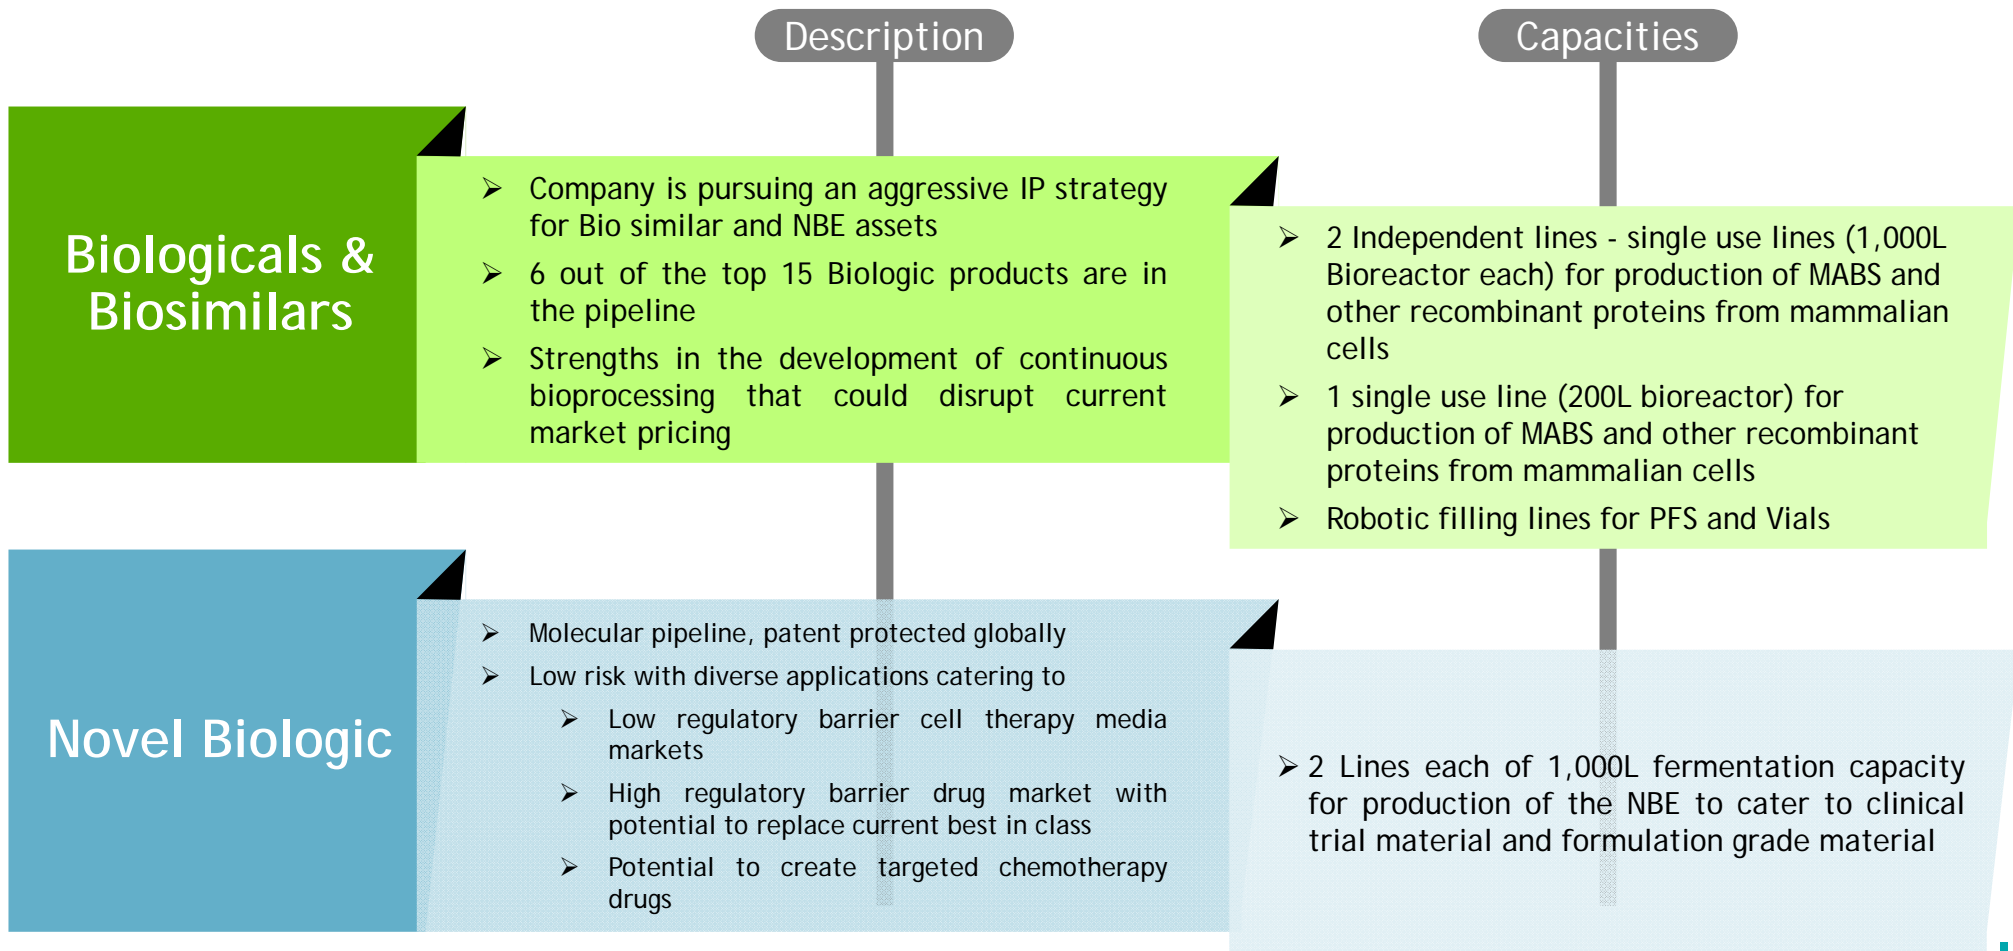 Description
Capacities
Biologicals &
Biosimilars
➢ Company is pursuing an aggressive IP strategy
for Bio similar and NBE assets
➢ 6 out of the top 15 Biologic products are in
the pipeline
➢ Strengths in the development of continuous
bioprocessing that could disrupt current
market pricing
➢ 2 Independent lines - single use lines (1,000L
Bioreactor each) for production of MABS and
other recombinant proteins from mammalian
cells
➢ 1 single use line (200L bioreactor) for
production of MABS and other recombinant
proteins from mammalian cells
➢ Robotic filling lines for PFS and Vials
Novel Biologic
➢ Molecular pipeline, patent protected globally
➢ Low risk with diverse applications catering to
➢ Low regulatory barrier cell therapy media
markets
➢ High regulatory barrier drug market with
potential to replace current best in class
➢ Potential to create targeted chemotherapy
drugs
➢ 2 Lines each of 1,000L fermentation capacity
for production of the NBE to cater to clinical
trial material and formulation grade material